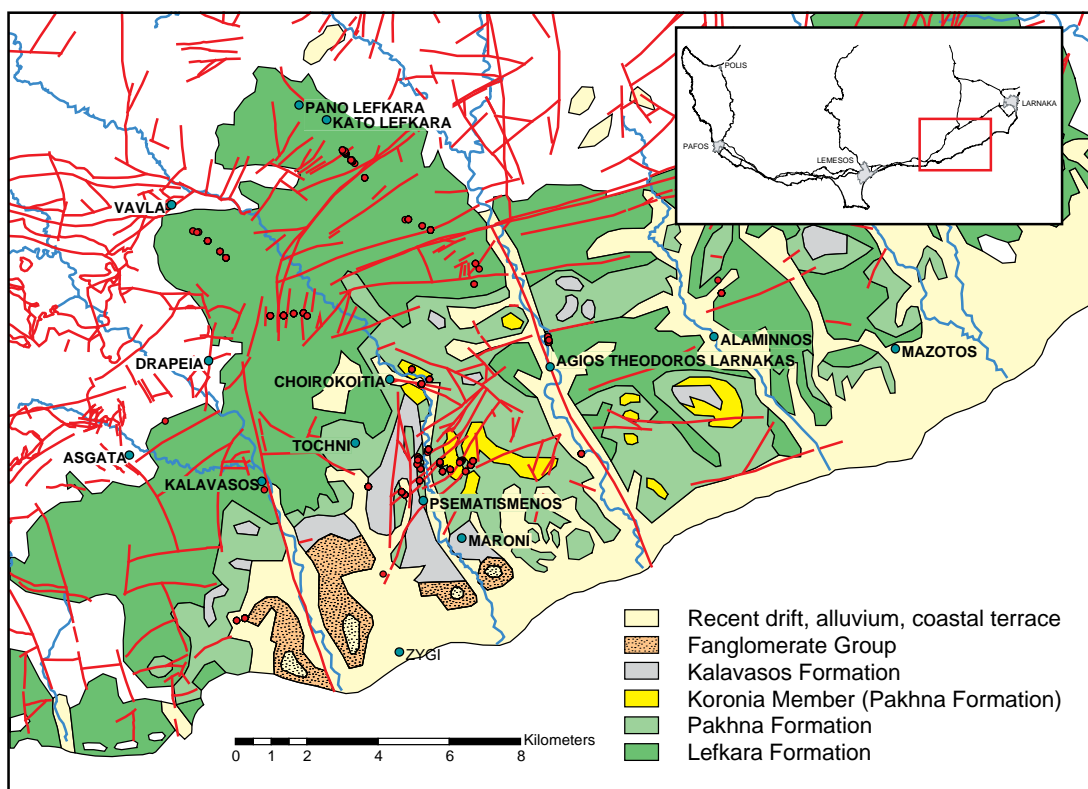 POLIS
LARNAKA
PAFOS
LEMESOS
PANO LEFKARA
KATO LEFKARA
VAVLA
DRAPEIA
CHOIROKOITIA
AGIOS THEODOROS LARNAKAS
ALAMINNOS
MAZOTOS
TOCHNI
ASGATA
KALAVASOS
PSEMATISMENOS
MARONI
ZYGI
Recent drift, alluvium, coastal terrace
Fanglomerate Group
Kalavasos Formation
Koronia Member (Pakhna Formation)
Pakhna Formation
Lefkara Formation
Kilometers
0 1 2 4 6 8